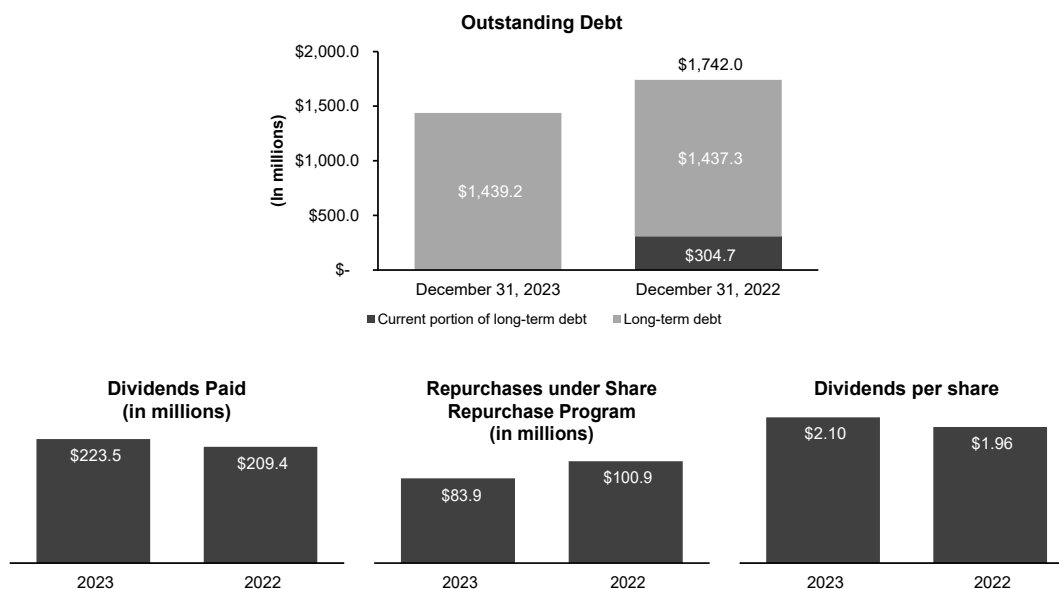 Outstanding Debt
$2,000.0
$1,742.0
$1,500.0
$1,437.3
$1,000.0
(In millions)
$1,439.2
$500.0
$304.7
$-
December 31, 2023
December 31, 2022
Current portion of long-term debt
Long-term debt
Dividends Paid
(in millions)
$223.5
$209.4
2023
2022
Repurchases under Share
Repurchase Program
(in millions)
$83.9
$100.9
2023
2022
Dividends per share
$2.10
$1.96
2023
2022